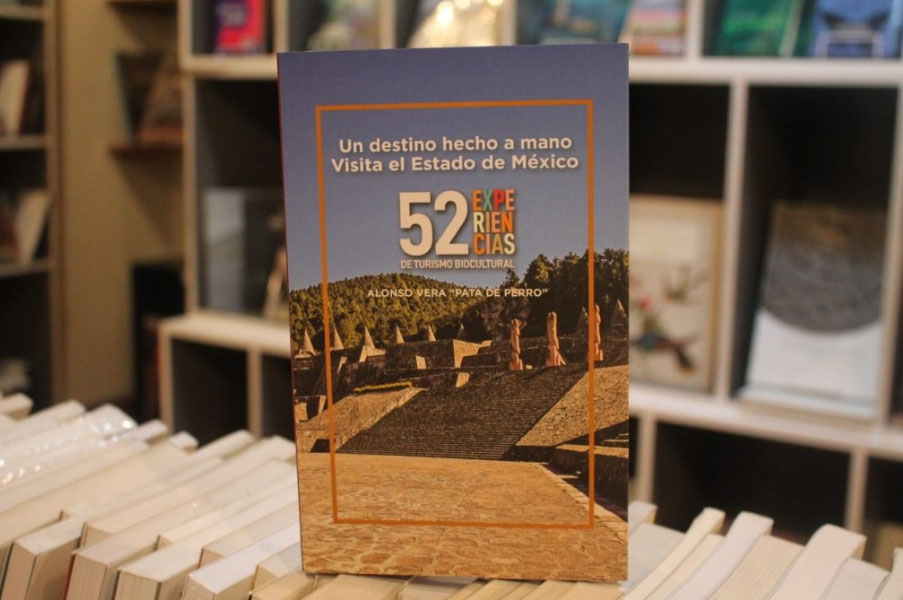 Un destino hecho a mano
Visita el Estado de México
52 EXPE
RIEN
CIAS
DE TURISMO BIOCULTURAL
ALONSO VERA "PATA DE PERRO"